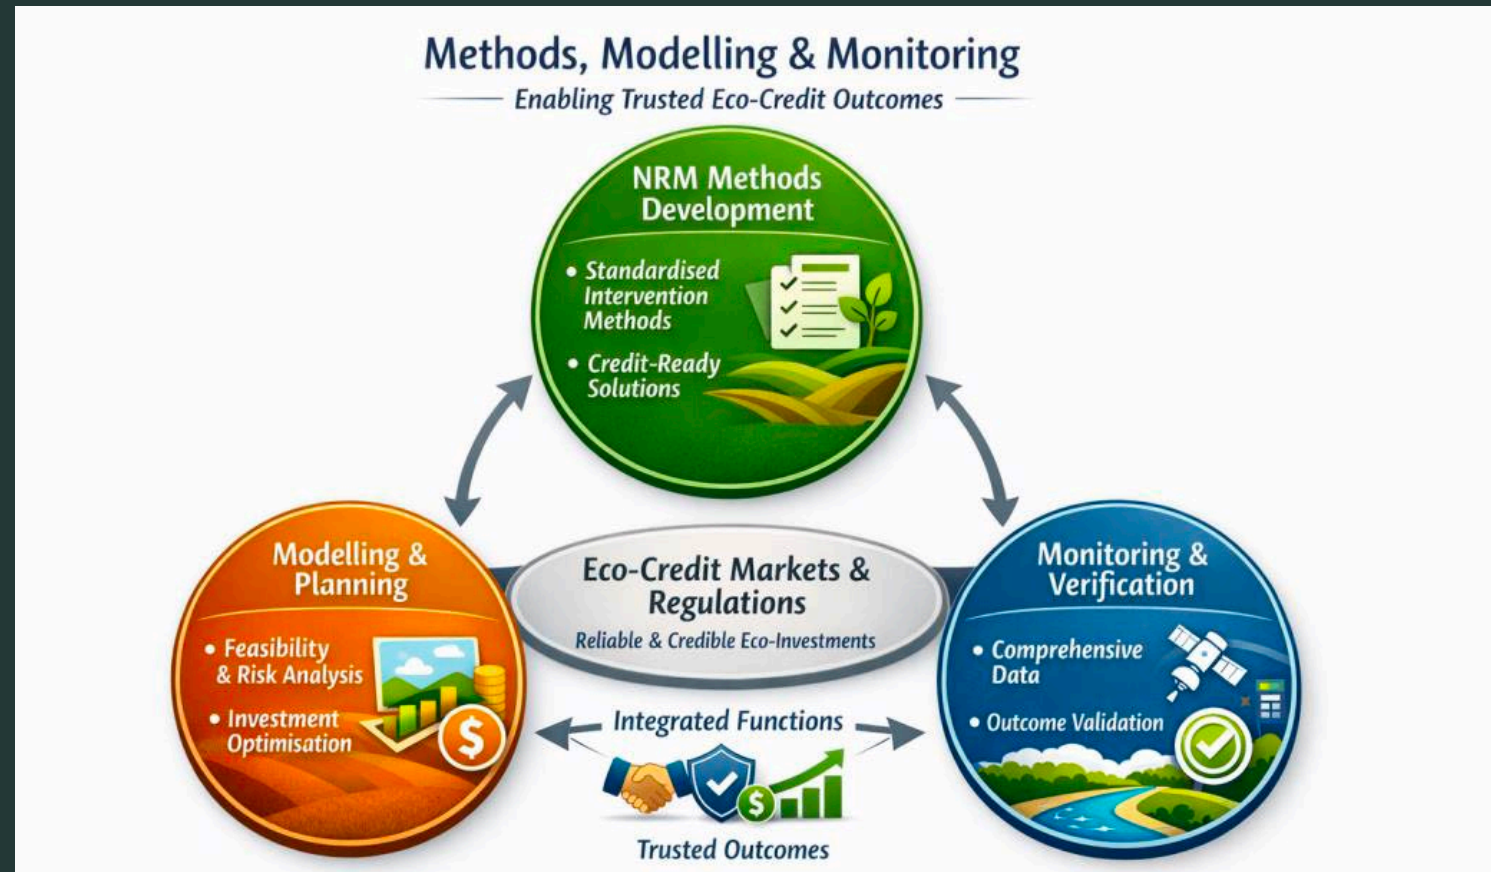 Methods, Modelling & Monitoring
Enabling Trusted Eco-Credit Outcomes
NRM Methods
Development
• Standardised
Intervention
Methods
• Credit-Ready
Solutions
Modelling &
Planning
• Feasibility
& Risk Analysis
• Investment
Optimisation
$
Eco-Credit Markets &
Regulations
Reliable & Credible Eco-Investments
Monitoring &
Verification
• Comprehensive
Data
• Outcome Validation
Integrated Functions
$
Trusted Outcomes